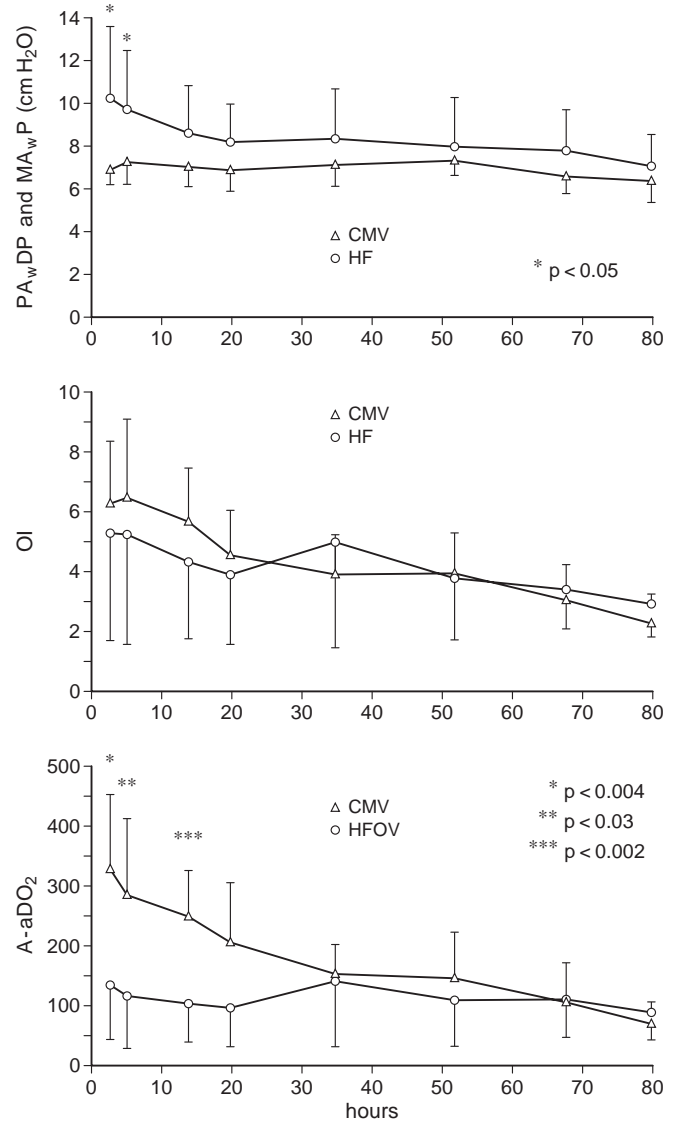 PAwDP and MAwP (cm H₂O)
14
12
10
8
6
4
2
0
*
*
△ CMV
○ HF
* p < 0.05
0 10 20 30 40 50 60 70 80
OI
10
8
6
4
2
0
△ CMV
○ HF
0 10 20 30 40 50 60 70 80
A-aDO₂
500
400
300
200
100
0
*
**
***
△ CMV
○ HFOV
* p < 0.004
** p < 0.03
*** p < 0.002
0 10 20 30 40 50 60 70 80
hours